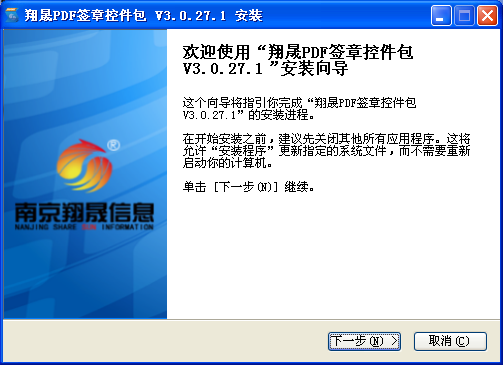 翔晟PDF签章控件包 V3.0.27.1 安装
欢迎使用“翔晟PDF签章控件包
V3.0.27.1”安装向导
这个向导将指引你完成“翔晟PDF签章控件包
V3.0.27.1”的安装进程。
在开始安装之前，建议先关闭其他所有应用程序。这将
允许“安装程序”更新指定的系统文件，而不需要重新
启动你的计算机。
单击 [下一步(N)] 继续。
®
南京翔晟信息
NANJING SHARE SUN INFORMATION
下一步(N) >
取消(C)